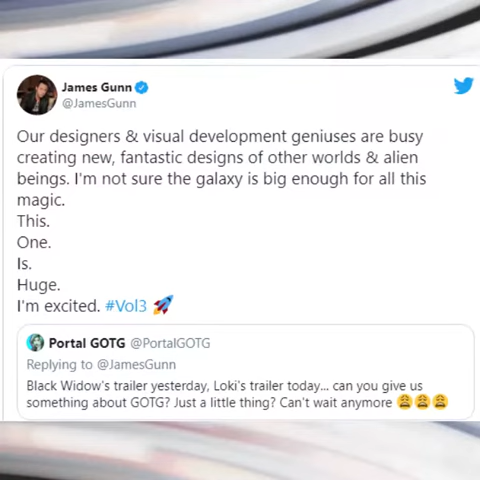 James Gunn
@JamesGunn
Our designers & visual development geniuses are busy
creating new, fantastic designs of other worlds & alien
beings. I'm not sure the galaxy is big enough for all this
magic.
This.
One.
Is.
Huge.
I'm excited. #Vol3 🚀
Portal GOTG @PortalGOTG
Replying to @JamesGunn
Black Widow's trailer yesterday, Loki's trailer today... can you give us
something about GOTG? Just a little thing? Can't wait anymore 😩😩😩